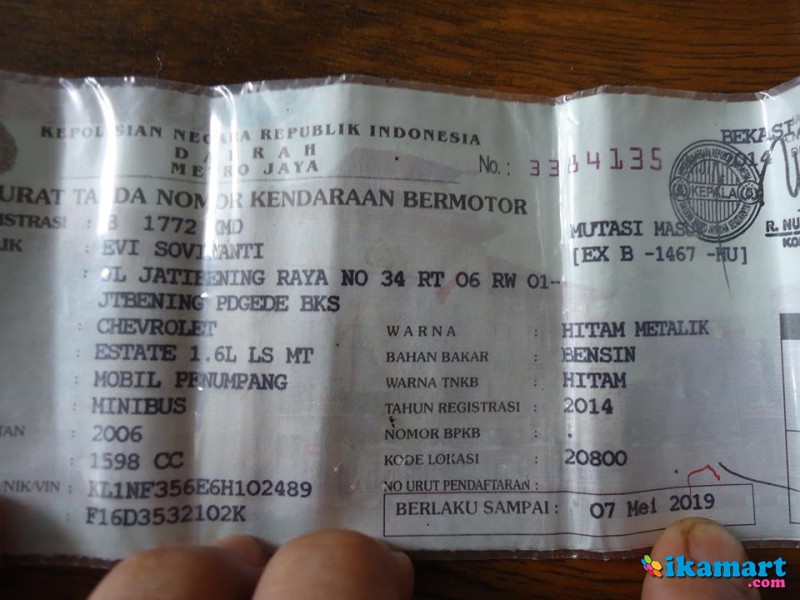 KEPOLISIAN NEGARA REPUBLIK INDONESIA
DAERAH
METRO JAYA
No.: 3384135
BEKASI
2014
KEPALA
URAT TANDA NOMOR KENDARAAN BERMOTOR
ISTRASI : B 1772 KMD
MUTASI MASUK
R. NU
KO
LIK : EVI SOVIYANTI
[EX B -1467 -HU]
: JL JATIBENING RAYA NO 34 RT 06 RW 01-
JTBENING PDGEDE BKS
: CHEVROLET
WARNA : HITAM METALIK
: ESTATE 1.6L LS MT
BAHAN BAKAR : BENSIN
: MOBIL PENUMPANG
WARNA TNKB : HITAM
: MINIBUS
TAHUN REGISTRASI : 2014
TAN : 2006
NOMOR BPKB : .
: 1598 CC
KODE LOKASI : 20800
/NIK/VIN : KL1NF356E6H102489
NO URUT PENDAFTARAN :
: F16D3532102K
BERLAKU SAMPAI : 07 Mei 2019
ikamart
.com